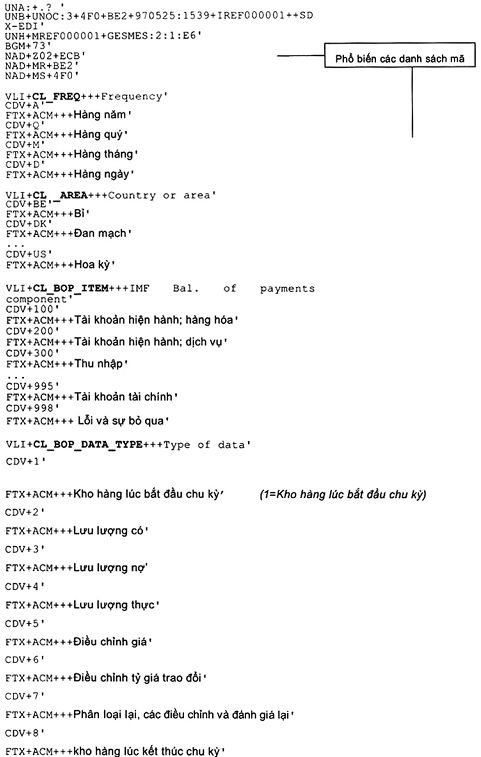 UNA:+.? '
UNB+UNOC:3+4F0+BE2+970525:1539+IREF000001++SD
X-EDI'
UNH+MREF000001+GESMES:2:1:E6'
BGM+73'
NAD+Z02+ECB'
NAD+MR+BE2'
NAD+MS+4F0'
Phổ biến các danh sách mã
VLI+CL_FREQ+++Frequency'
CDV+A'
FTX+ACM+++Hàng năm'
CDV+Q'
FTX+ACM+++Hàng quý'
CDV+M'
FTX+ACM+++Hàng tháng'
CDV+D'
FTX+ACM+++Hàng ngày'
VLI+CL_AREA+++Country or area'
CDV+BE'
FTX+ACM+++Bỉ'
CDV+DK'
FTX+ACM+++Đan mạch'
...
CDV+US'
FTX+ACM+++Hoa kỳ'
VLI+CL_BOP_ITEM+++IMF Bal. of payments
component'
CDV+100'
FTX+ACM+++Tài khoản hiện hành; hàng hóa'
CDV+200'
FTX+ACM+++Tài khoản hiện hành; dịch vụ'
CDV+300'
FTX+ACM+++Thu nhập'
...
CDV+995'
FTX+ACM+++Tài khoản tài chính'
CDV+998'
FTX+ACM+++ Lỗi và sự bỏ qua'
VLI+CL_BOP_DATA_TYPE+++Type of data'
CDV+1'
FTX+ACM+++Kho hàng lúc bắt đầu chu kỳ' (1=Kho hàng lúc bắt đầu chu kỳ)
CDV+2'
FTX+ACM+++Lưu lượng có'
CDV+3'
FTX+ACM+++Lưu lượng nợ'
CDV+4'
FTX+ACM+++Lưu lượng thực'
CDV+5'
FTX+ACM+++Điều chỉnh giá'
CDV+6'
FTX+ACM+++Điều chỉnh tỷ giá trao đổi'
CDV+7'
FTX+ACM+++Phân loại lại, các điều chỉnh và đánh giá lại'
CDV+8'
FTX+ACM+++kho hàng lúc kết thúc chu kỳ'